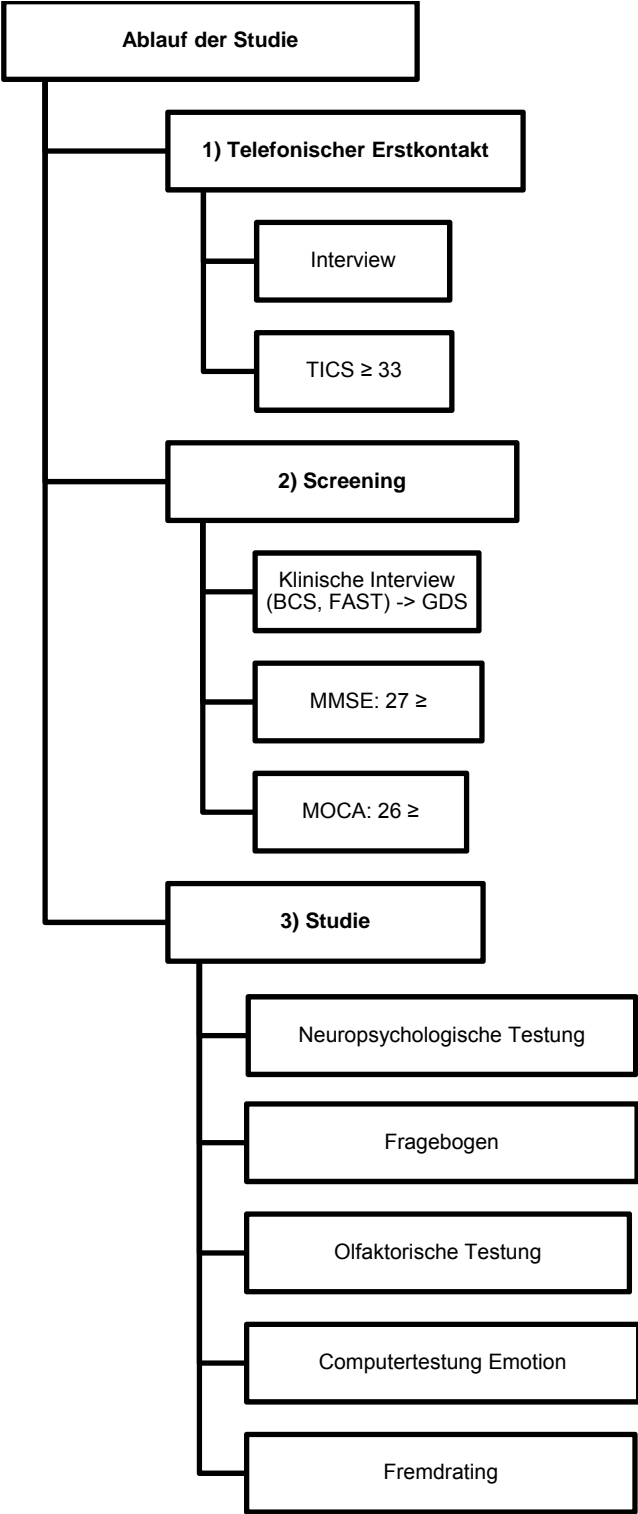 Ablauf der Studie
1) Telefonischer Erstkontakt
Interview
TICS ≥ 33
2) Screening
Klinische Interview
(BCS, FAST) -> GDS
MMSE: 27 ≥
MOCA: 26 ≥
3) Studie
Neuropsychologische Testung
Fragebogen
Olfaktorische Testung
Computertestung Emotion
Fremdrating